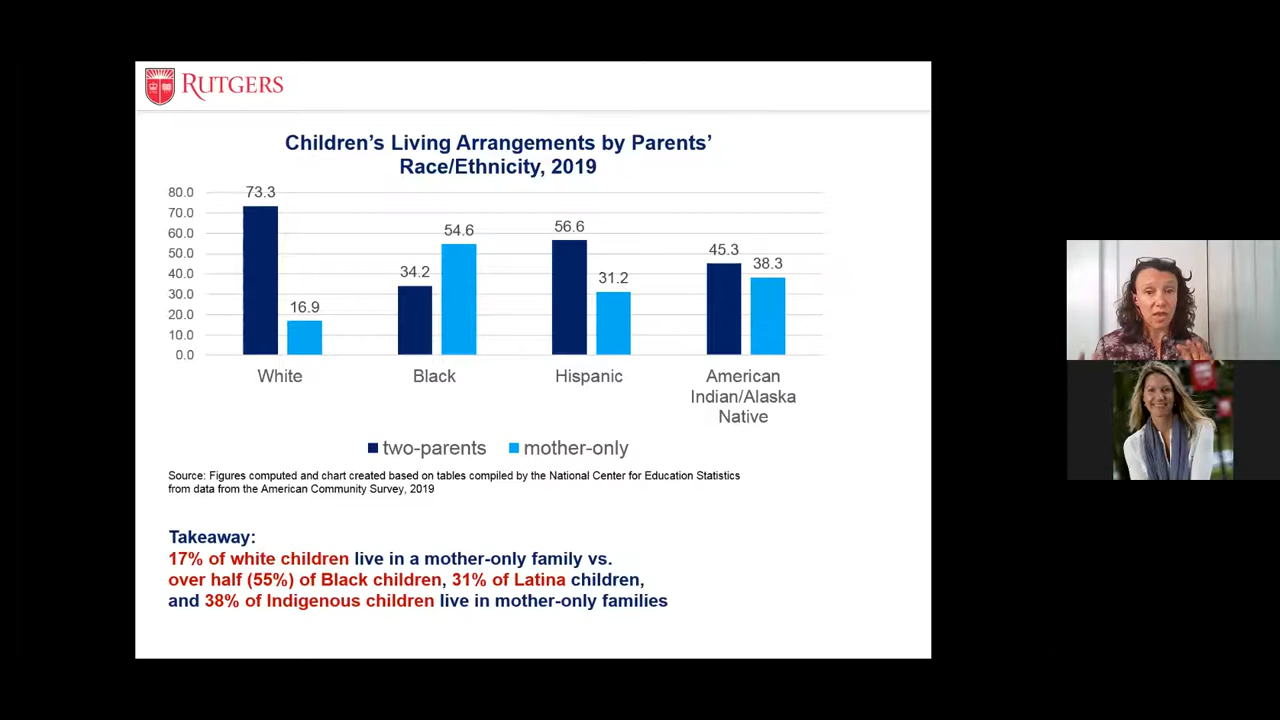 RUTGERS
Children's Living Arrangements by Parents'
Race/Ethnicity, 2019
80.0
70.0
60.0
50.0
40.0
30.0
20.0
10.0
0.0
73.3
16.9
34.2
54.6
56.6
31.2
45.3
38.3
White
Black
Hispanic
American
Indian/Alaska
Native
two-parents
mother-only
Source: Figures computed and chart created based on tables compiled by the National Center for Education Statistics
from data from the American Community Survey, 2019
Takeaway:
17% of white children live in a mother-only family vs.
over half (55%) of Black children, 31% of Latina children,
and 38% of Indigenous children live in mother-only families